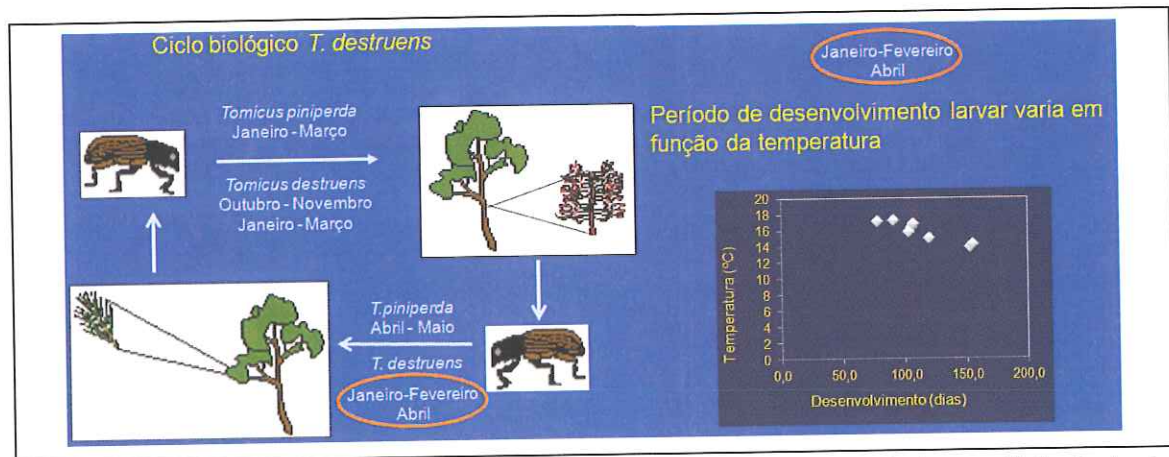 Ciclo biológico T. destruens
Janeiro-Fevereiro
Abril
Tomicus piniperda
Janeiro - Março
Tomicus destruens
Outubro - Novembro
Janeiro - Março
Período de desenvolvimento larvar varia em
função da temperatura
T.piniperda
Abril - Maio
T. destruens
Janeiro-Fevereiro
Abril
Temperatura (ºC)
20
18
16
14
12
10
8
6
4
2
0
0,0 50,0 100,0 150,0 200,0
Desenvolvimento (dias)